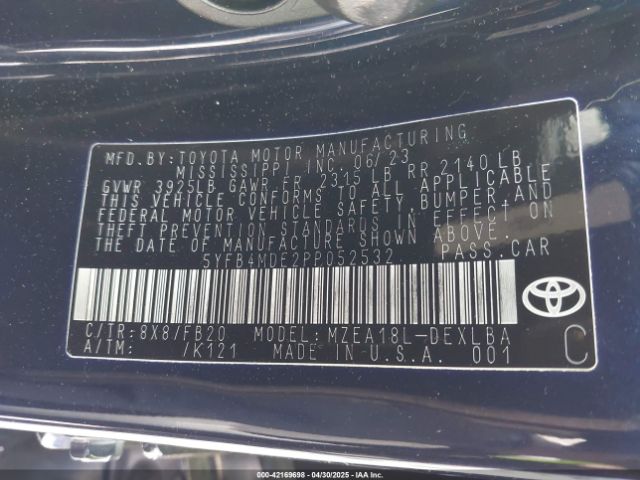 MFD. BY: TOYOTA MOTOR MANUFACTURING
MISSISSIPPI INC. 06/23
GVWR 3925LB GAWR FR 2315 LB RR 2140 LB
THIS VEHICLE CONFORMS TO ALL APPLICABLE
FEDERAL MOTOR VEHICLE SAFETY, BUMPER, AND
THEFT PREVENTION STANDARDS IN EFFECT ON
THE DATE OF MANUFACTURE SHOWN ABOVE.
5YFB4MDE2PP052532 PASS. CAR
C/TR: 8X8/FB20 MODEL: MZEA18L-DEXLBA
A/TM: /K121 MADE IN U.S.A. 001 C
000-42169698 - 04/30/2025 - IAAI.COM